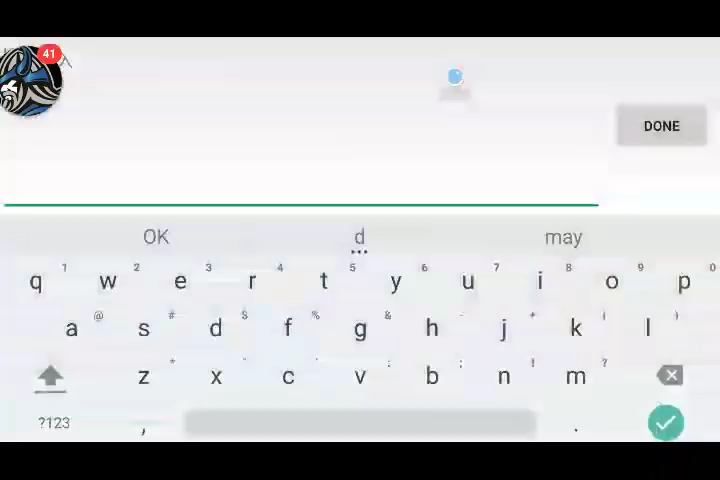 41
DONE
OK d may
q 1 w 2 e 3 r 4 t 5 y 6 u 7 i 8 o 9 p 0
a @ s # d $ f % g & h - j + k ( l )
z * x " c ' v : b ; n ! m ?
?123 , .